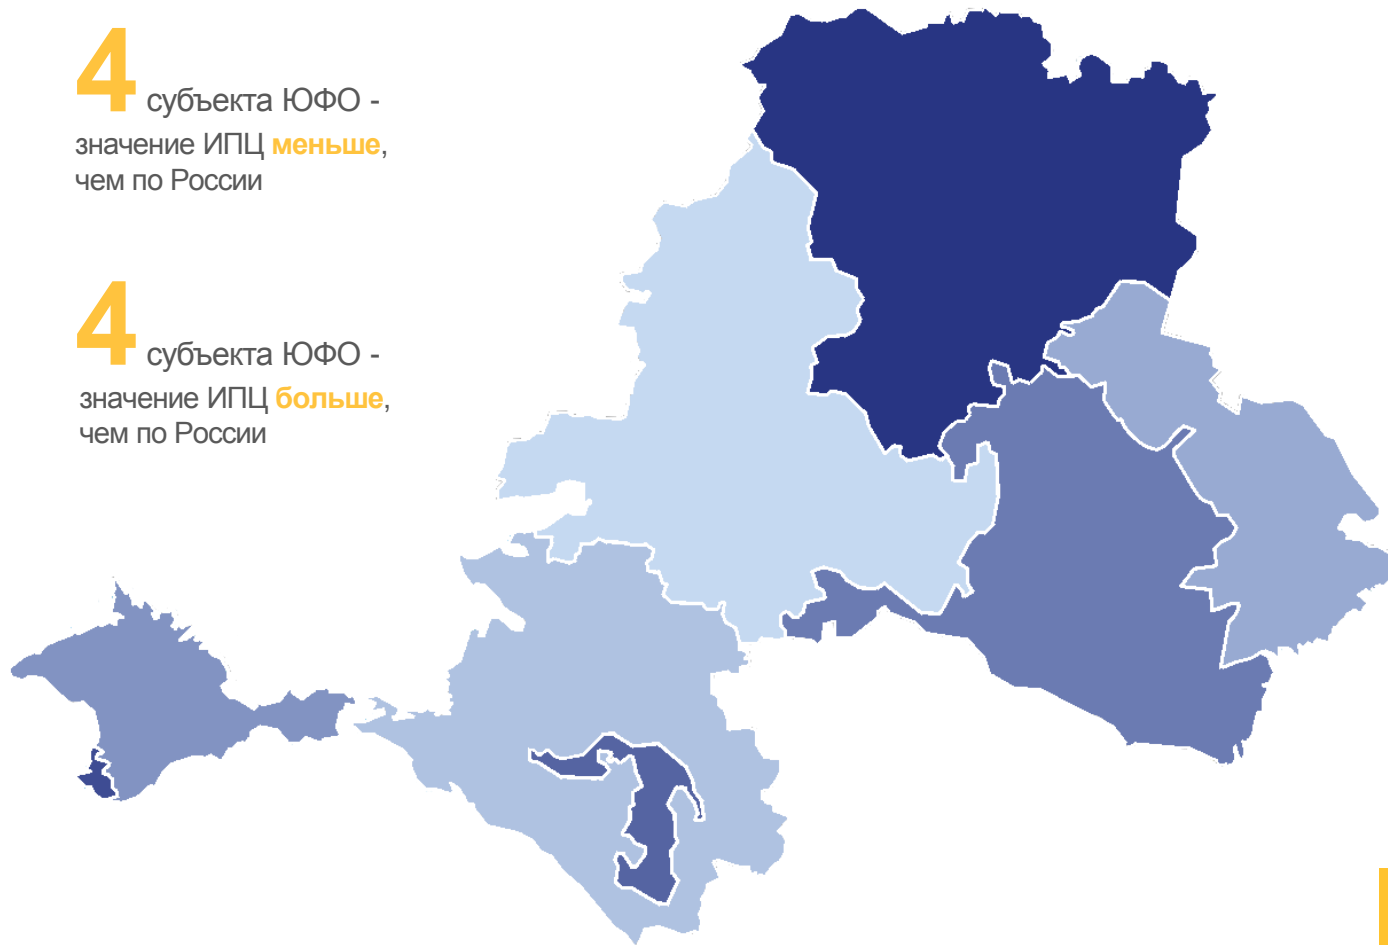 4 субъекта ЮФО -
значение ИПЦ меньше,
чем по России
4 субъекта ЮФО -
значение ИПЦ больше,
чем по России